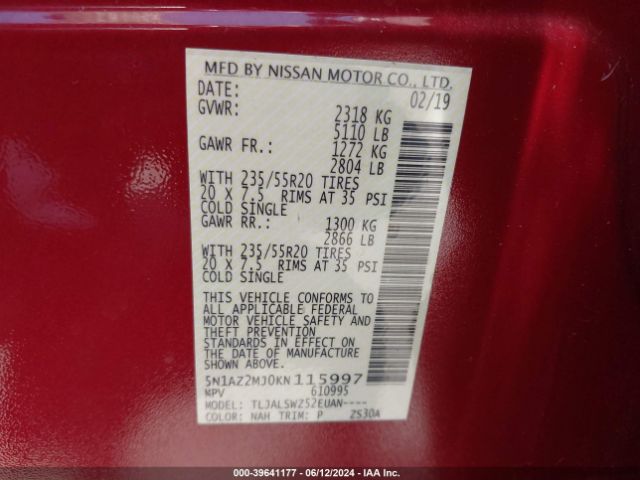 MFD BY NISSAN MOTOR CO., LTD.
DATE: 02/19
GVWR: 2318 KG
5110 LB
GAWR FR.: 1272 KG
2804 LB
WITH 235/55R20 TIRES
20 X 7.5 RIMS AT 35 PSI
COLD SINGLE
GAWR RR.: 1300 KG
2866 LB
WITH 235/55R20 TIRES
20 X 7.5 RIMS AT 35 PSI
COLD SINGLE
THIS VEHICLE CONFORMS TO
ALL APPLICABLE FEDERAL
MOTOR VEHICLE SAFETY AND
THEFT PREVENTION
STANDARDS IN EFFECT ON
THE DATE OF MANUFACTURE
SHOWN ABOVE.
5N1AZ2MJ0KN115997
MPV 610995
MODEL: TLJALSWZ52EUAN----
COLOR: NAH TRIM: P ZS30A
000-39641177 - 06/12/2024 - IAA Inc.